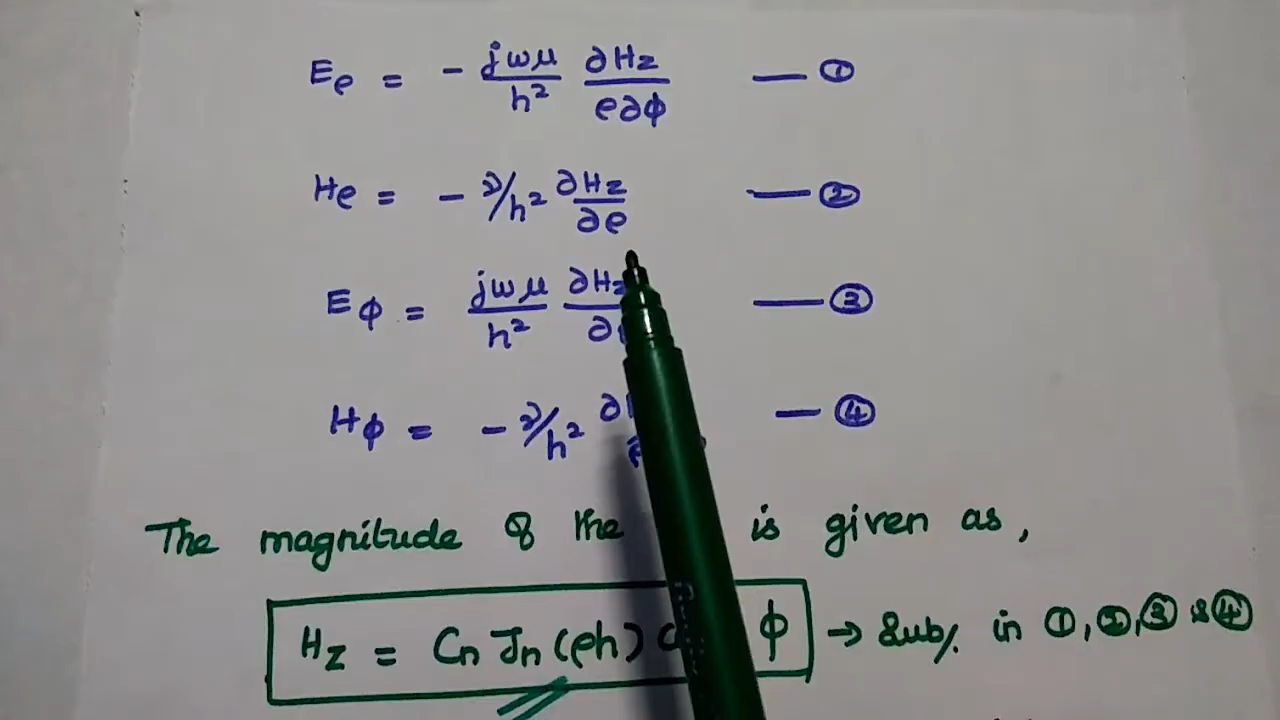 Eρ = - jωμ/h² ∂Hz/ρ∂ϕ — ①
Hρ = - γ/h² ∂Hz/∂ρ — ②
Eϕ = jωμ/h² ∂Hz/∂ — ③
Hϕ = - γ/h² ∂ — ④
The magnitude of the is given as,
Hz = Cn Jn (ρh) ϕ → Sub/. in ①, ②, ③ & ④